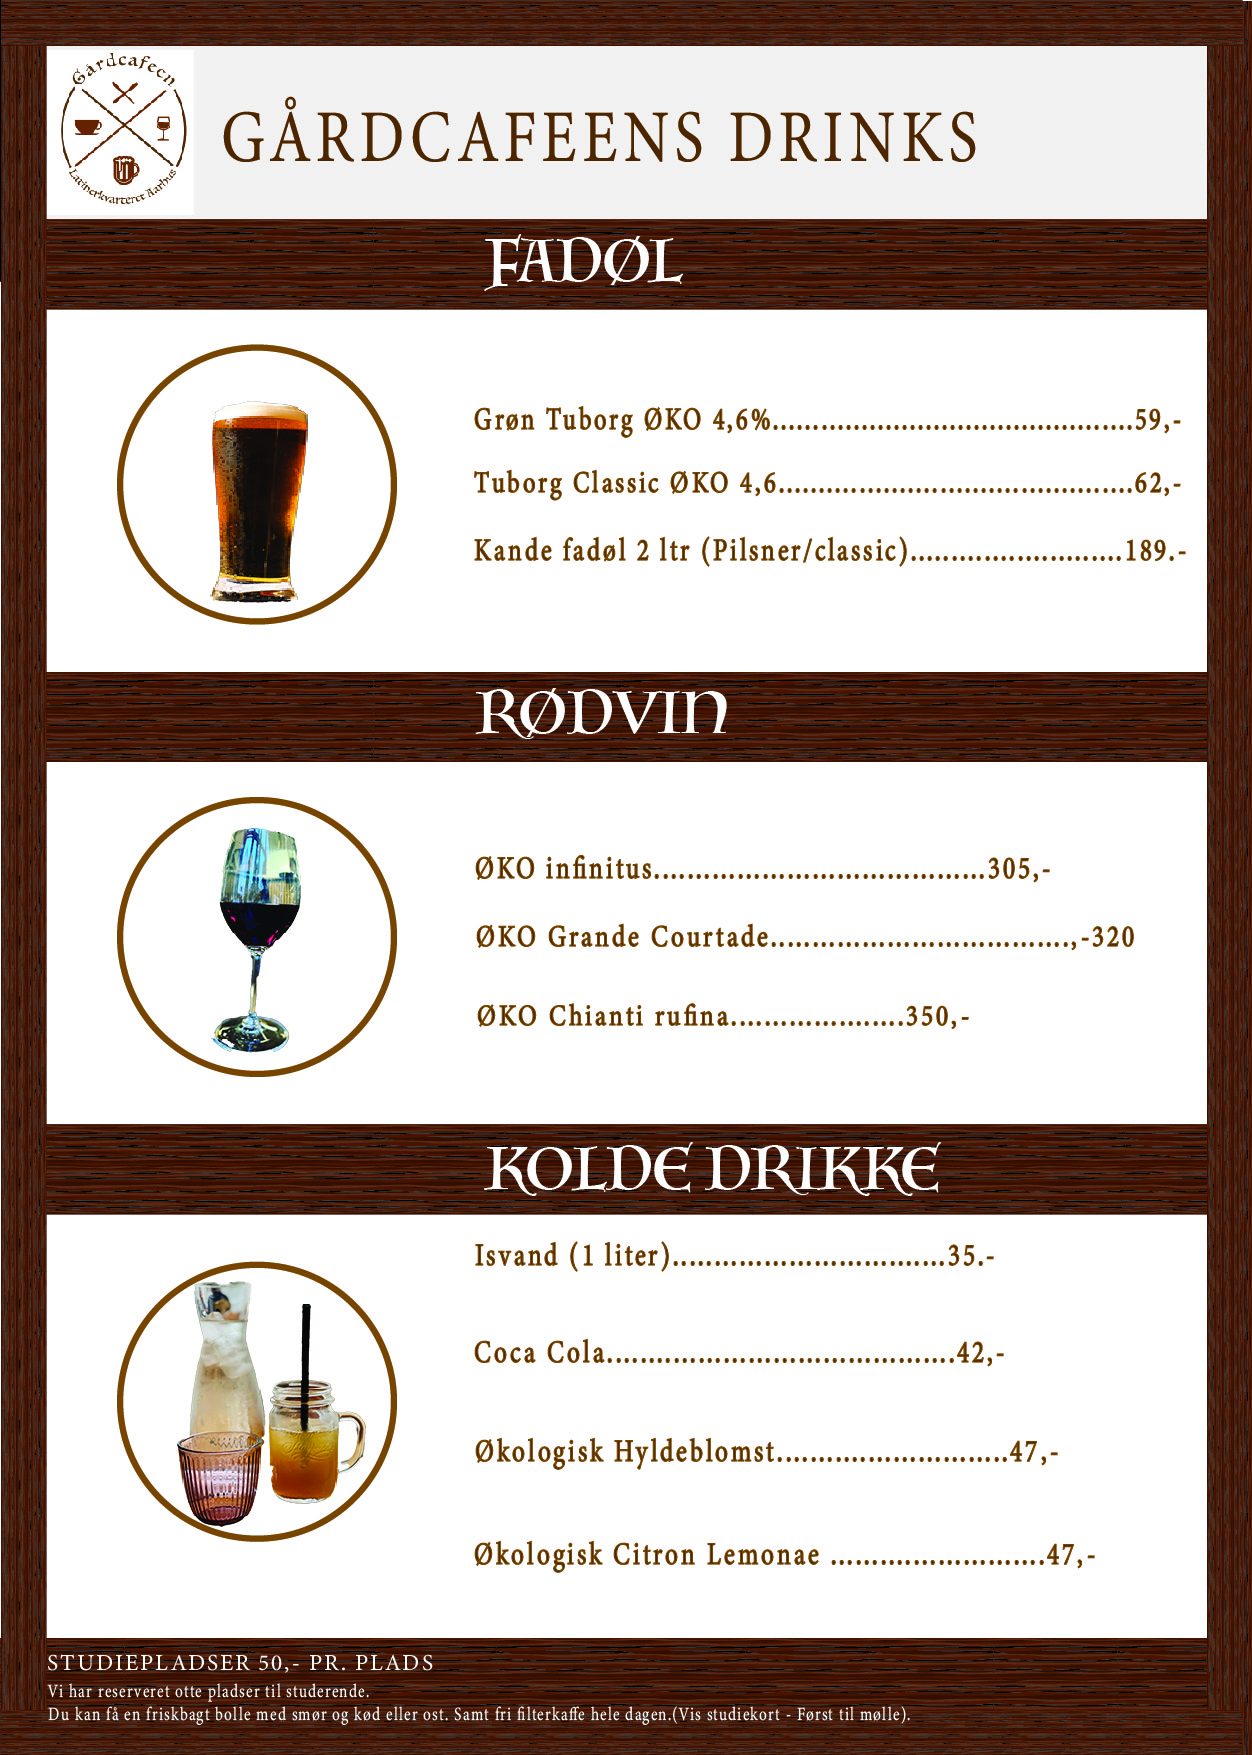 Gårdcafeen
Latinerkvarteret Aarhus
GÅRDCAFEENS DRINKS
FADØL
Grøn Tuborg ØKO 4,6%............................................59,-
Tuborg Classic ØKO 4,6...........................................62,-
Kande fadøl 2 ltr (Pilsner/classic)..........................189.-
RØDVIN
ØKO infinitus........................................305,-
ØKO Grande Courtade....................................,-320
ØKO Chianti rufina.....................350,-
KOLDE DRIKKE
Isvand (1 liter).................................35.-
Coca Cola..........................................42,-
Økologisk Hyldeblomst............................47,-
Økologisk Citron Lemonae ..........................47,-
STUDIEPLADSER 50,- PR. PLADS
Vi har reserveret otte pladser til studerende.
Du kan få en friskbagt bolle med smør og kød eller ost. Samt fri filterkaffe hele dagen.(Vis studiekort - Først til mølle).